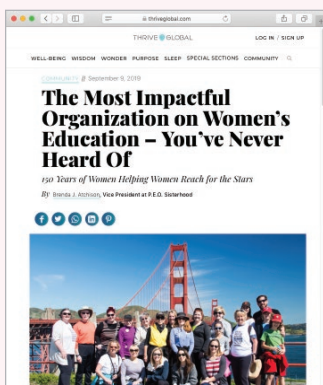 thriveglobal.com
THRIVE GLOBAL
LOG IN / SIGN UP
WELL-BEING WISDOM WONDER PURPOSE SLEEP SPECIAL SECTIONS COMMUNITY
COMMUNITY // September 9, 2019
The Most Impactful
Organization on Women's
Education – You've Never
Heard Of
150 Years of Women Helping Women Reach for the Stars
By Brenda J. Atchison, Vice President at P.E.O. Sisterhood